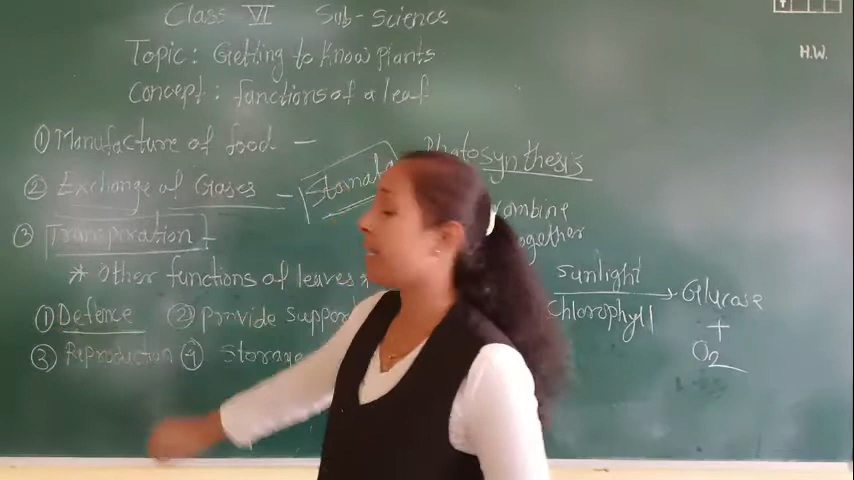 Class VI Sub-Science
Topic: Getting to Know Plants
Concept: functions of a leaf
① Manufacture of food —
② Exchange of Gases — Stomata
③ Transpiration —
* Other functions of leaves *
① Defence ② Provide Support
③ Reproduction ④ Storage
Photosynthesis
combine
together
sunlight
Chlorophyll
→ Glucose
+
O2
H.W.